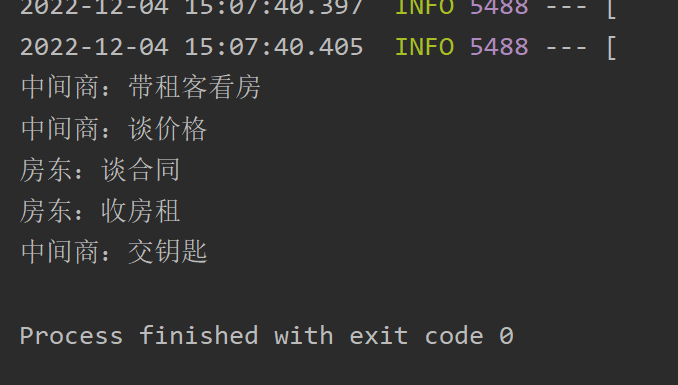 2022-12-04 15:07:40.397  INFO 5488 --- [
2022-12-04 15:07:40.405  INFO 5488 --- [
中间商：带租客看房
中间商：谈价格
房东：谈合同
房东：收房租
中间商：交钥匙
Process finished with exit code 0